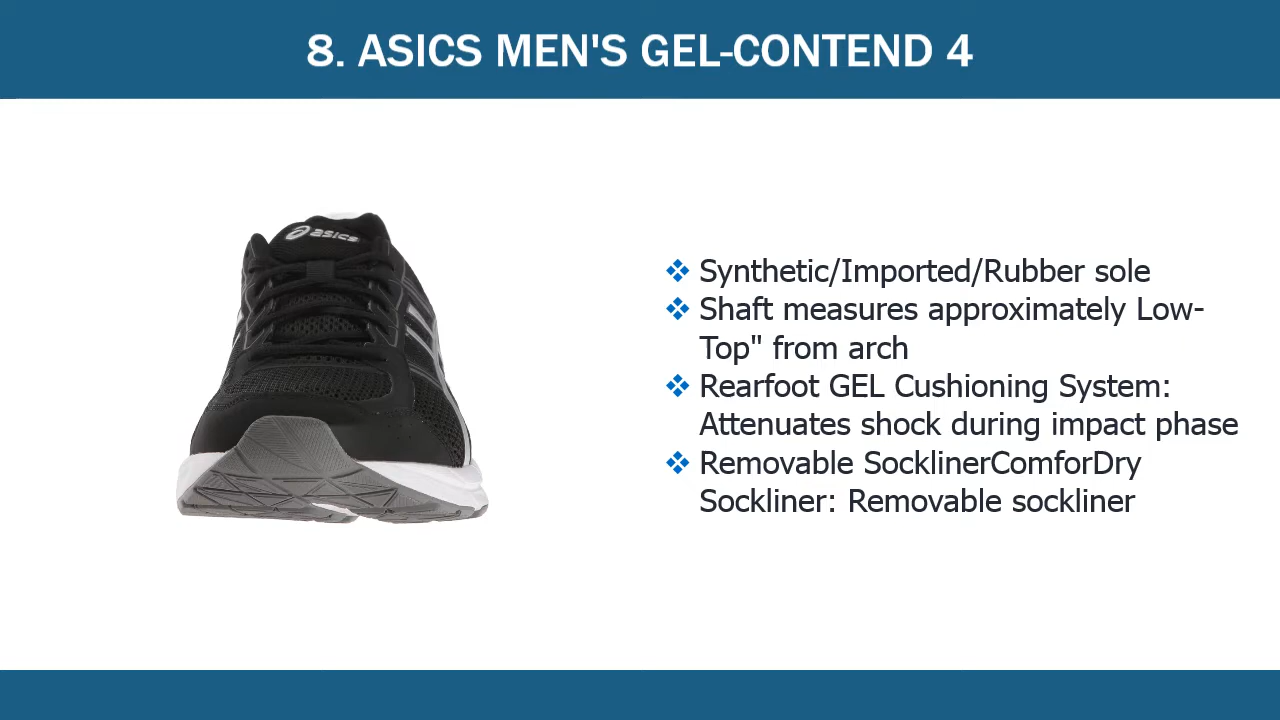 8. ASICS MEN'S GEL-CONTEND 4
asics
Synthetic/Imported/Rubber sole
Shaft measures approximately Low-
Top" from arch
Rearfoot GEL Cushioning System:
Attenuates shock during impact phase
Removable SocklinerComforDry
Sockliner: Removable sockliner